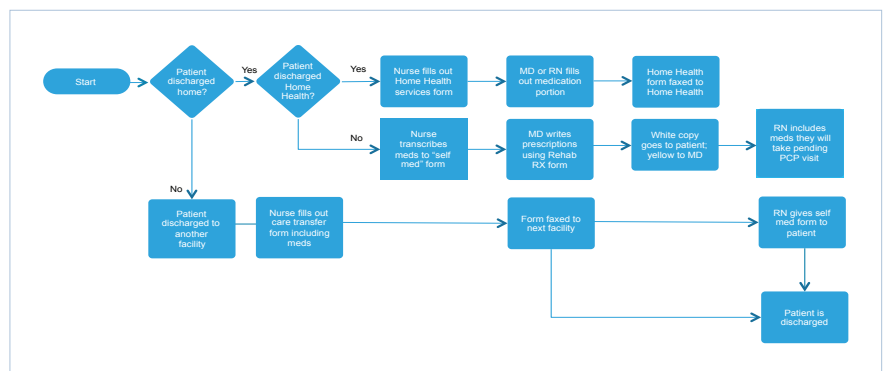 Start
Patient
discharged
home?
Yes
Patient
discharged
Home
Health?
Yes
Nurse fills out
Home Health
services form
MD or RN fills
out medication
portion
Home Health
form faxed to
Home Health
No
Nurse
transcribes
meds to “self
med” form
MD writes
prescriptions
using Rehab
RX form
White copy
goes to patient;
yellow to MD
RN includes
meds they will
take pending
PCP visit
No
Patient
discharged to
another
facility
Nurse fills out
care transfer
form including
meds
Form faxed to
next facility
RN gives self
med form to
patient
Patient is
discharged